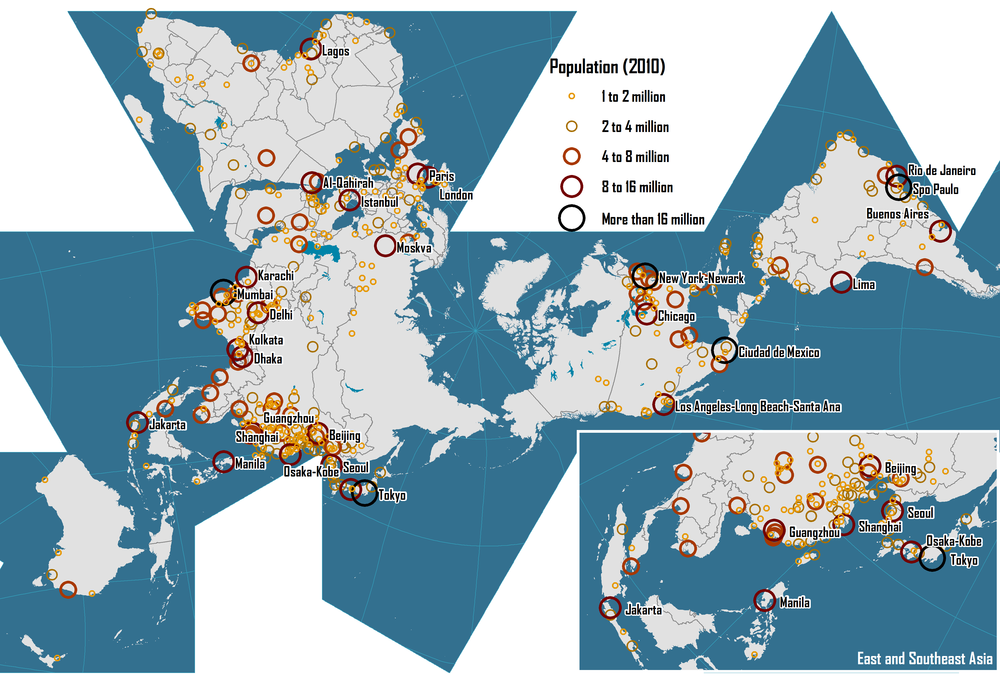 Population (2010)
1 to 2 million
2 to 4 million
4 to 8 million
8 to 16 million
More than 16 million
Lagos
Paris
London
Al-Qahirah
Istanbul
Moskva
Karachi
Mumbai
Delhi
Kolkata
Dhaka
Guangzhou
Shanghai
Beijing
Jakarta
Manila
Osaka-Kobe
Seoul
Tokyo
Rio de Janeiro
Spo Paulo
Buenos Aires
Lima
New York-Newark
Chicago
Ciudad de Mexico
Los Angeles-Long Beach-Santa Ana
Beijing
Seoul
Shanghai
Guangzhou
Osaka-Kobe
Tokyo
Manila
Jakarta
East and Southeast Asia